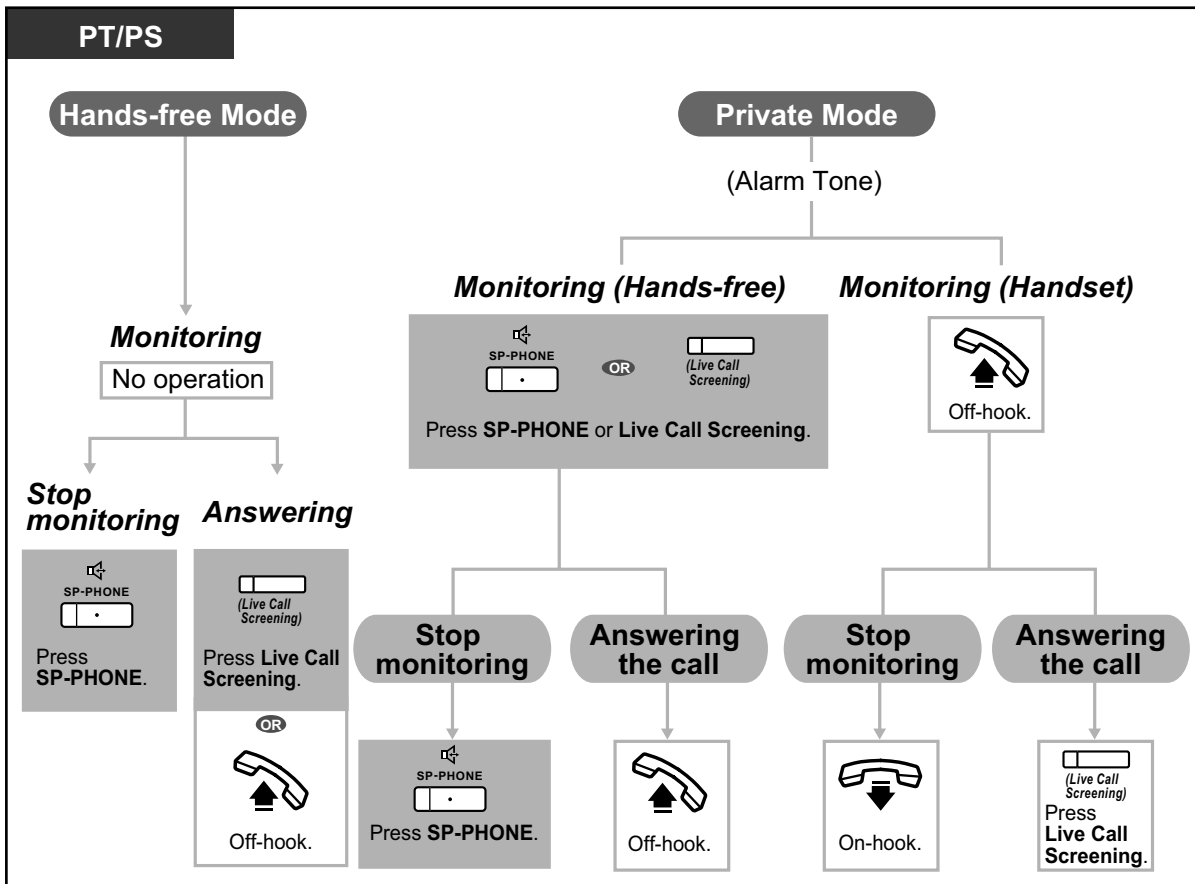 PT/PS
Hands-free Mode
Monitoring
No operation
Stop
monitoring
SP-PHONE
Press
SP-PHONE.
Answering
(Live Call
Screening)
Press Live Call
Screening.
OR
Off-hook.
Private Mode
(Alarm Tone)
Monitoring (Hands-free)
SP-PHONE
OR
(Live Call
Screening)
Press SP-PHONE or Live Call Screening.
Stop
monitoring
SP-PHONE
Press SP-PHONE.
Answering
the call
Off-hook.
Monitoring (Handset)
Off-hook.
Stop
monitoring
On-hook.
Answering
the call
(Live Call
Screening)
Press
Live Call
Screening.